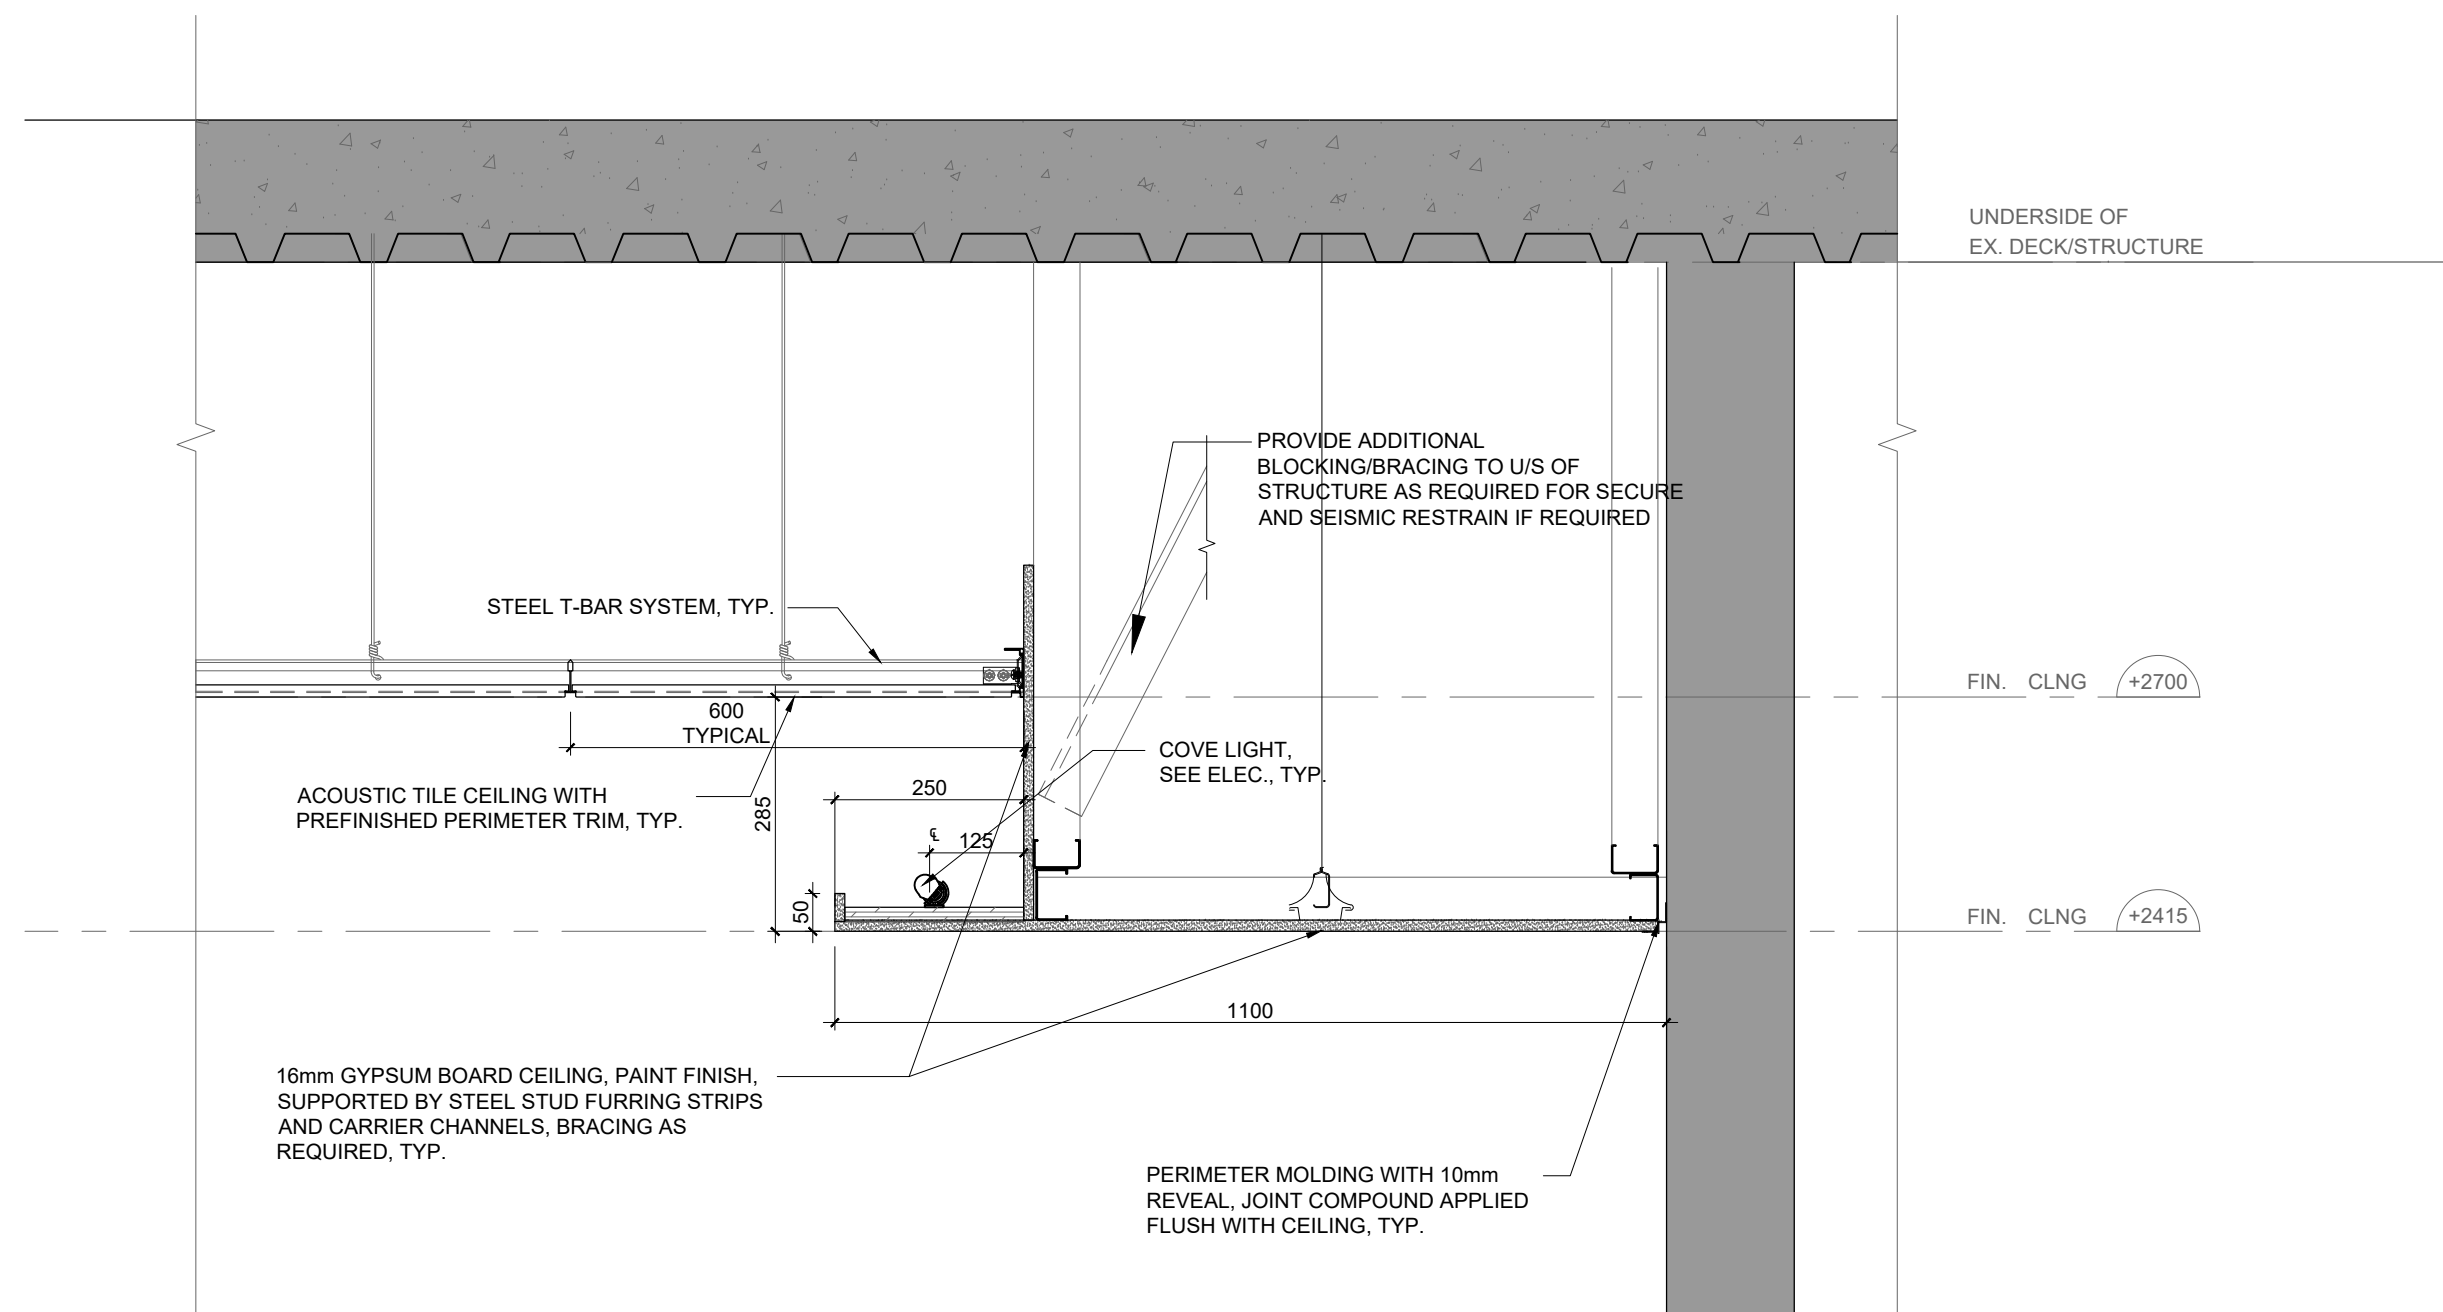 UNDERSIDE OF
EX. DECK/STRUCTURE
PROVIDE ADDITIONAL
BLOCKING/BRACING TO U/S OF
STRUCTURE AS REQUIRED FOR SECURE
AND SEISMIC RESTRAIN IF REQUIRED
STEEL T-BAR SYSTEM, TYP.
FIN. CLNG +2700
600
TYPICAL
COVE LIGHT,
SEE ELEC., TYP.
ACOUSTIC TILE CEILING WITH
PREFINISHED PERIMETER TRIM, TYP.
285
250
℄
125
50
FIN. CLNG +2415
1100
16mm GYPSUM BOARD CEILING, PAINT FINISH,
SUPPORTED BY STEEL STUD FURRING STRIPS
AND CARRIER CHANNELS, BRACING AS
REQUIRED, TYP.
PERIMETER MOLDING WITH 10mm
REVEAL, JOINT COMPOUND APPLIED
FLUSH WITH CEILING, TYP.